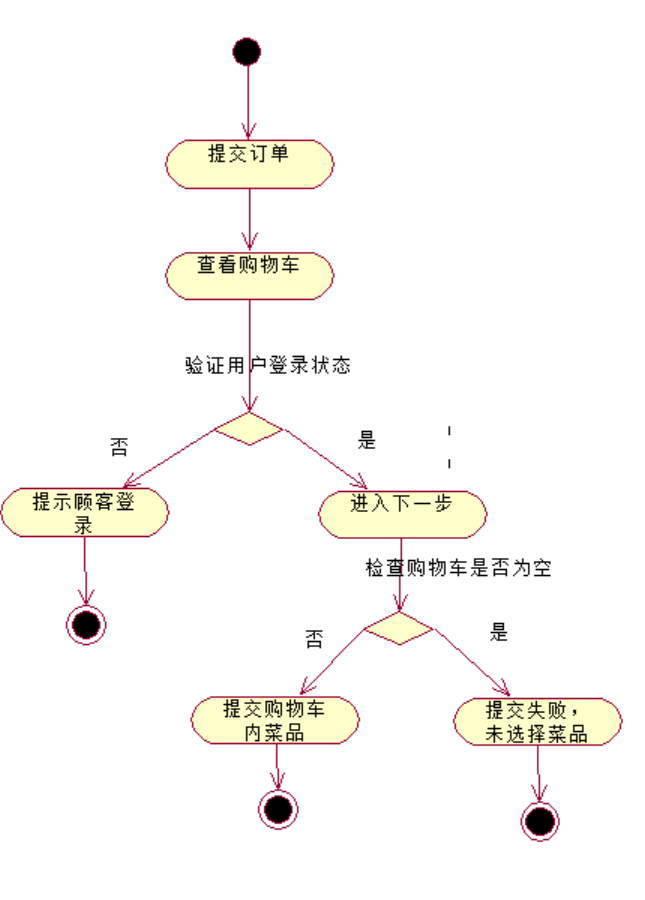 提交订单
查看购物车
验证用户登录状态
否
是
提示顾客登
录
进入下一步
检查购物车是否为空
否
是
提交购物车
内菜品
提交失败，
未选择菜品